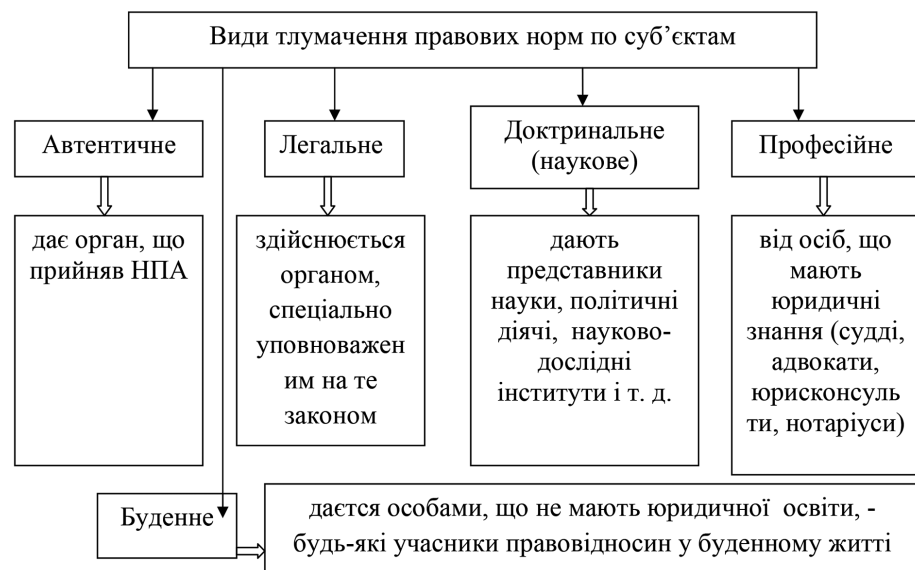 Види тлумачення правових норм по суб’єктам
Автентичне
Легальне
Доктринальне
(наукове)
Професійне
дає орган, що
прийняв НПА
здійснюється
органом,
спеціально
уповноважен
им на те
законом
дають
представники
науки, політичні
діячі, науково-
дослідні
інститути і т. д.
від осіб, що
мають
юридичні
знання (судді,
адвокати,
юрисконсуль
ти, нотаріуси)
Буденне
даєтся особами, що не мають юридичної освіти, -
будь-які учасники правовідносин у буденному житті